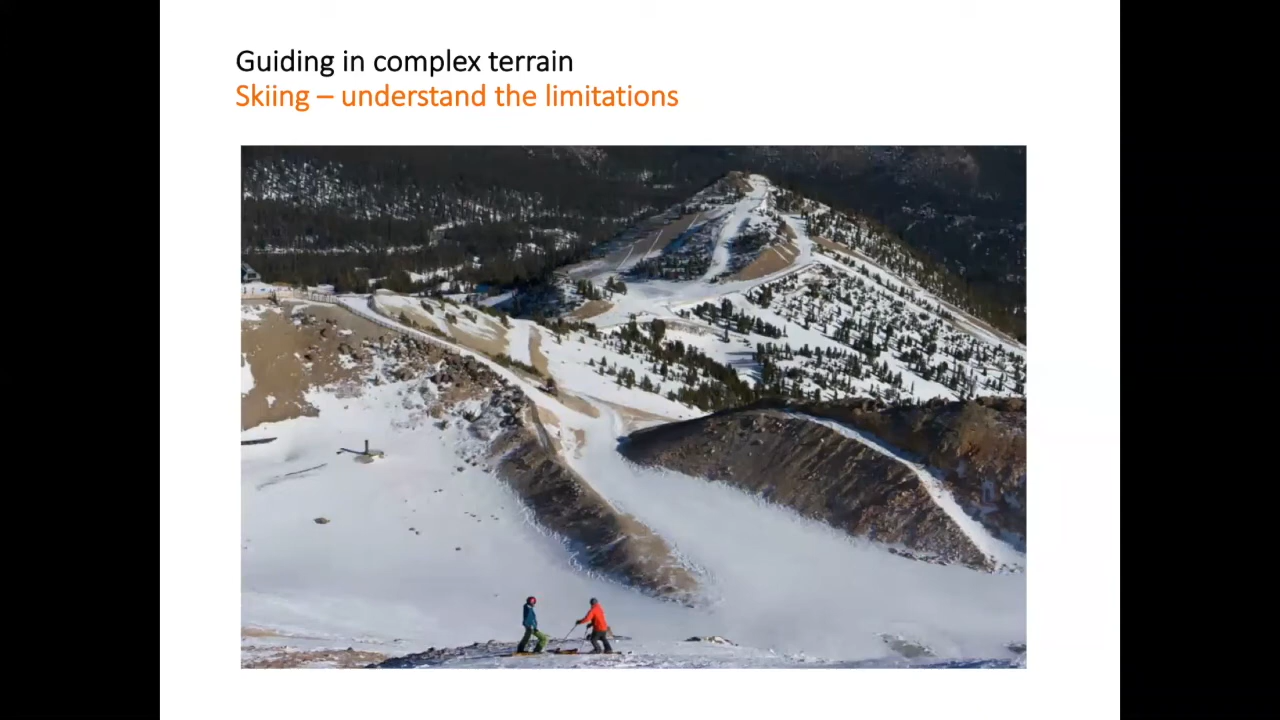 Guiding in complex terrain
Skiing – understand the limitations